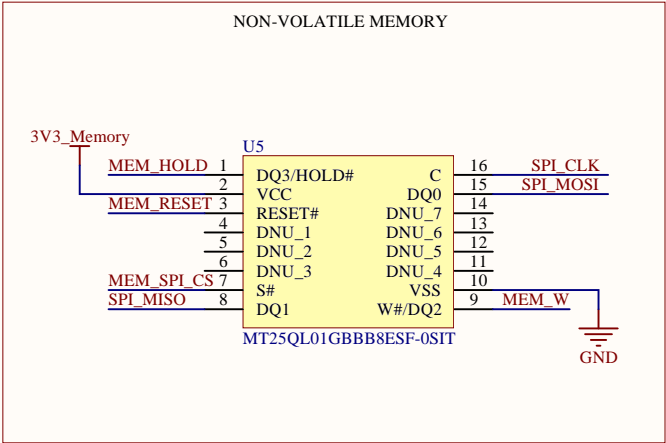 NON-VOLATILE MEMORY
3V3_Memory
U5
MEM_HOLD 1 DQ3/HOLD# C 16 SPI_CLK
2 VCC DQ0 15 SPI_MOSI
MEM_RESET 3 RESET# DNU_7 14
4 DNU_1 DNU_6 13
5 DNU_2 DNU_5 12
6 DNU_3 DNU_4 11
MEM_SPI_CS 7 S# VSS 10
SPI_MISO 8 DQ1 W#/DQ2 9 MEM_W
MT25QL01GBBB8ESF-0SIT
GND